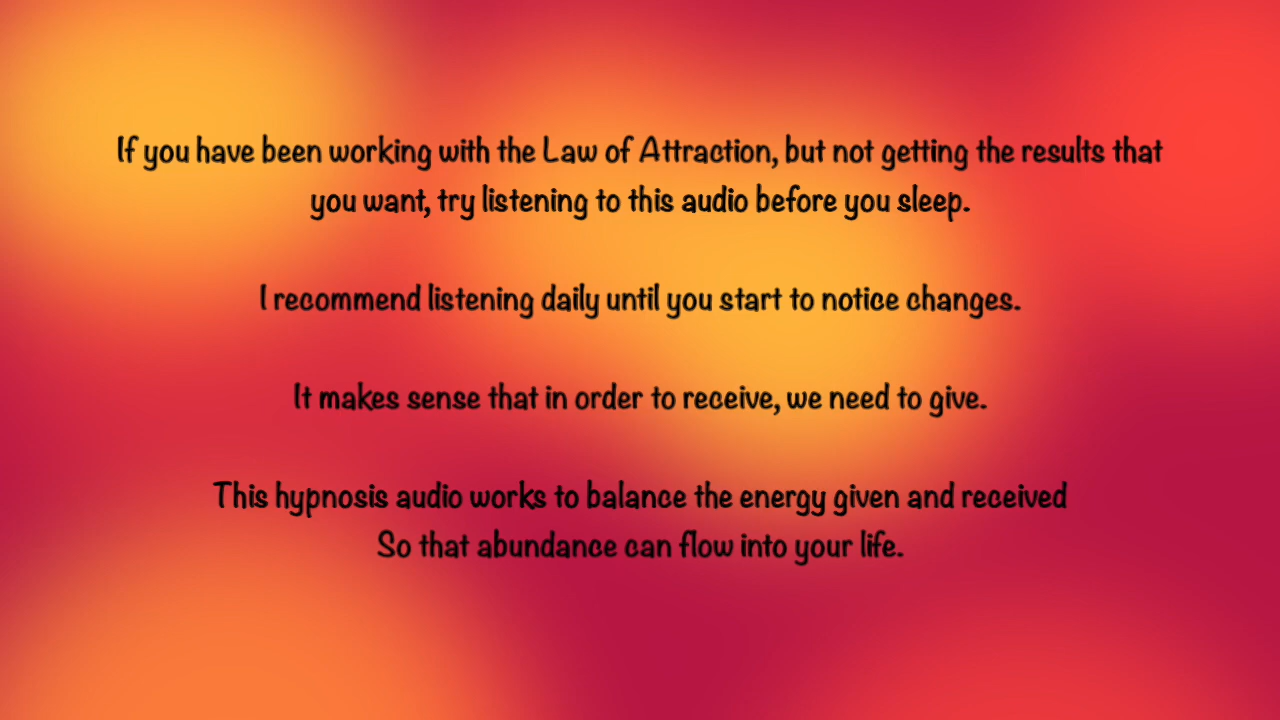 If you have been working with the Law of Attraction, but not getting the results that
you want, try listening to this audio before you sleep.
I recommend listening daily until you start to notice changes.
It makes sense that in order to receive, we need to give.
This hypnosis audio works to balance the energy given and received
So that abundance can flow into your life.